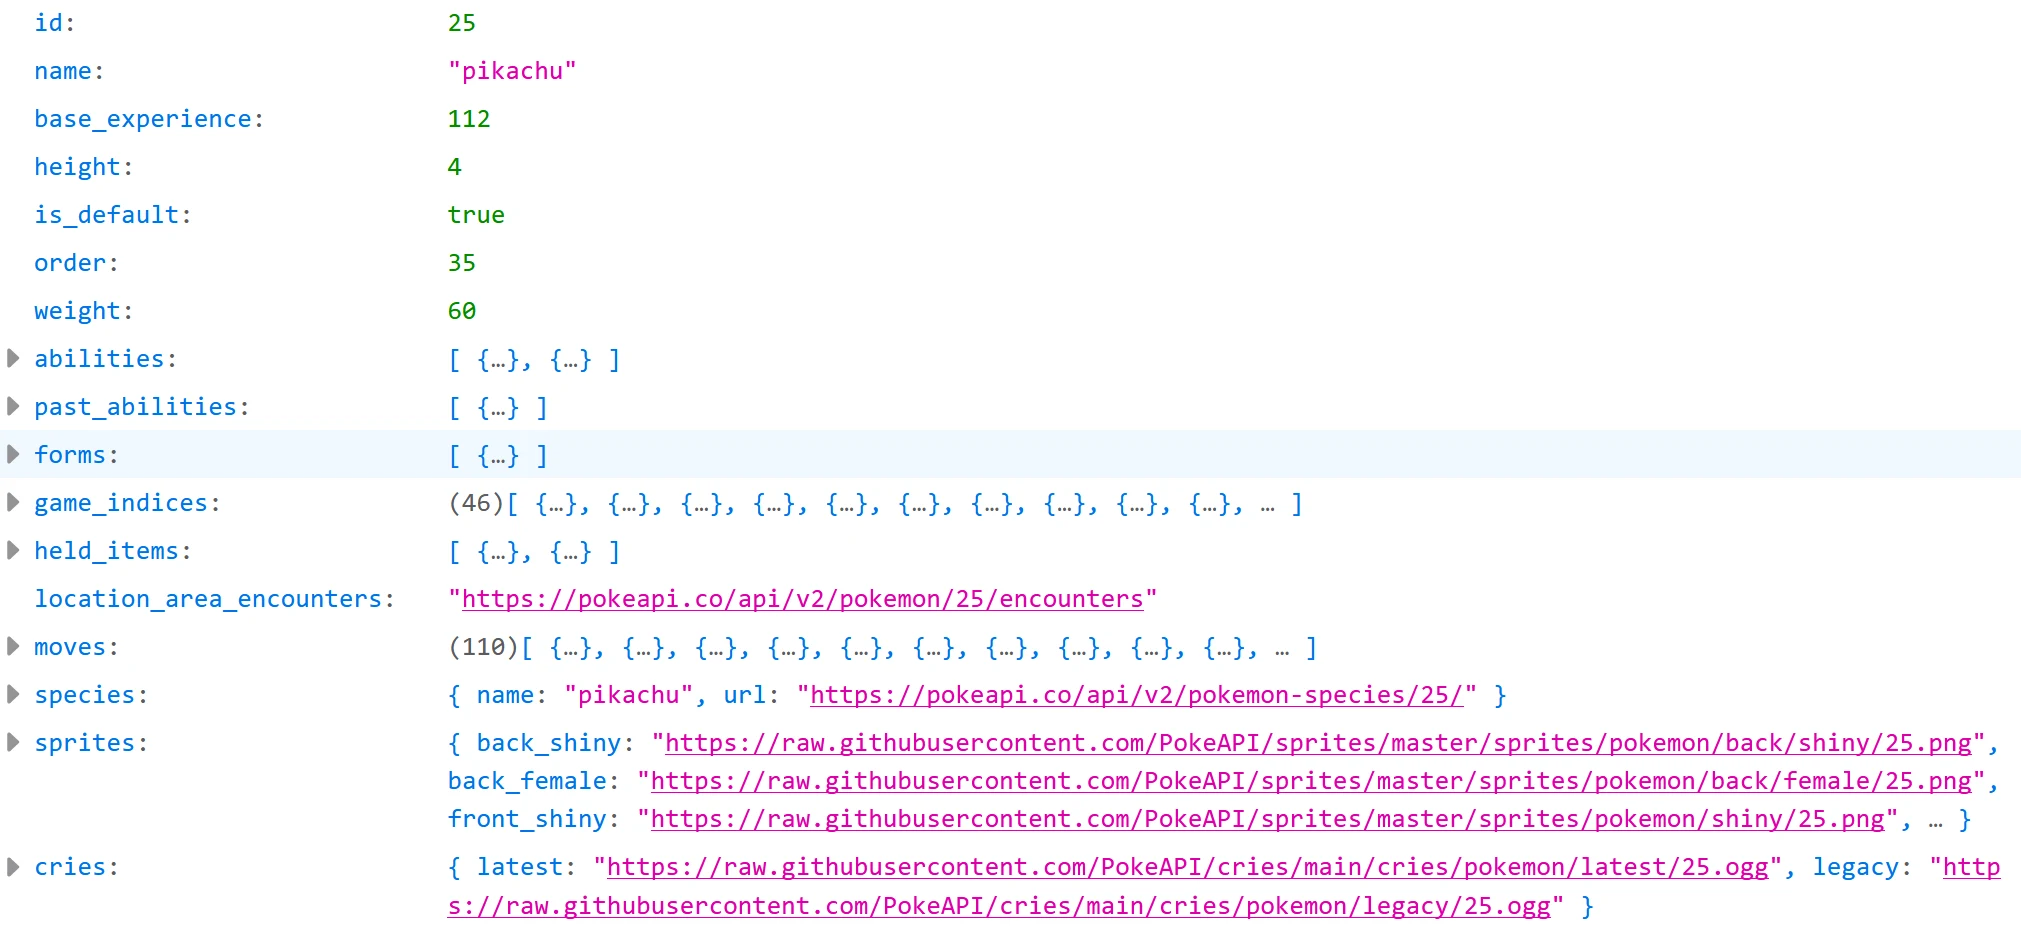 id: 25
name: "pikachu"
base_experience: 112
height: 4
is_default: true
order: 35
weight: 60
abilities: [ {…}, {…} ]
past_abilities: [ {…} ]
forms: [ {…} ]
game_indices: (46)[ {…}, {…}, {…}, {…}, {…}, {…}, {…}, {…}, {…}, {…}, … ]
held_items: [ {…}, {…} ]
location_area_encounters: "https://pokeapi.co/api/v2/pokemon/25/encounters"
moves: (110)[ {…}, {…}, {…}, {…}, {…}, {…}, {…}, {…}, {…}, {…}, … ]
species: { name: "pikachu", url: "https://pokeapi.co/api/v2/pokemon-species/25/" }
sprites: { back_shiny: "https://raw.githubusercontent.com/PokeAPI/sprites/master/sprites/pokemon/back/shiny/25.png",
back_female: "https://raw.githubusercontent.com/PokeAPI/sprites/master/sprites/pokemon/back/female/25.png",
front_shiny: "https://raw.githubusercontent.com/PokeAPI/sprites/master/sprites/pokemon/shiny/25.png", … }
cries: { latest: "https://raw.githubusercontent.com/PokeAPI/cries/main/cries/pokemon/latest/25.ogg", legacy: "http
s://raw.githubusercontent.com/PokeAPI/cries/main/cries/pokemon/legacy/25.ogg" }